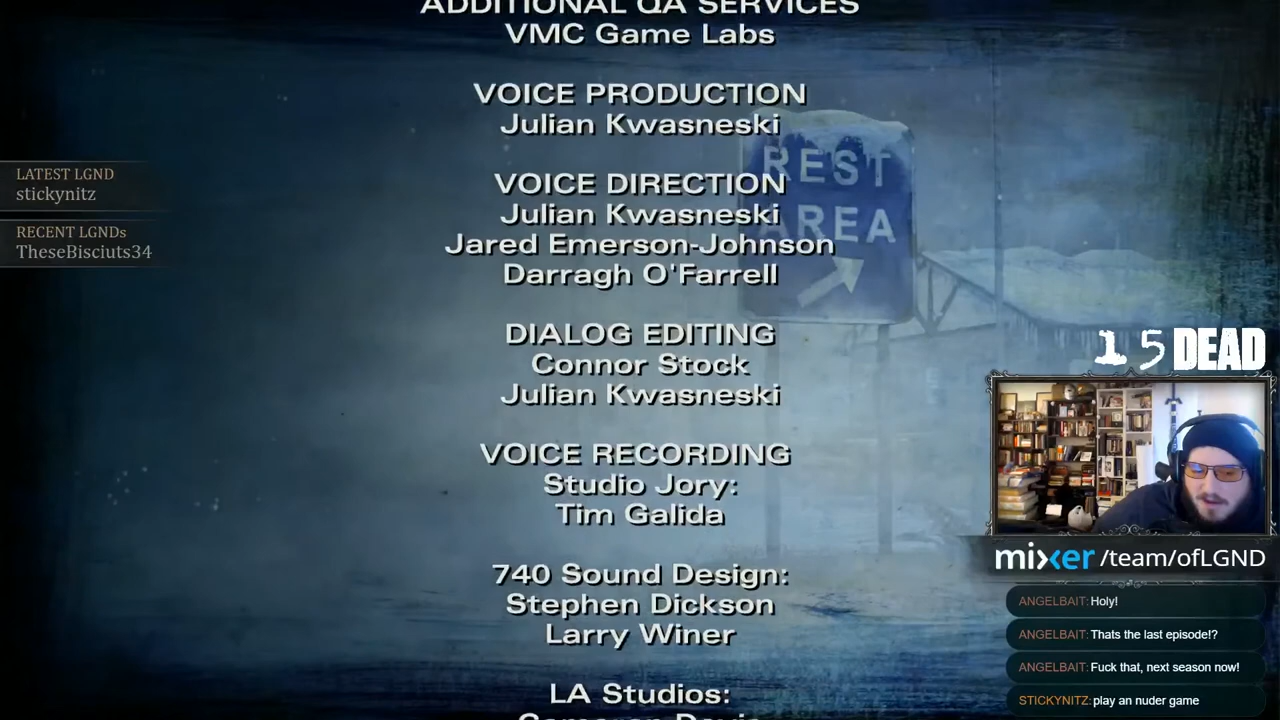 ADDITIONAL QA SERVICES
VMC Game Labs
VOICE PRODUCTION
Julian Kwasneski
VOICE DIRECTION
Julian Kwasneski
Jared Emerson-Johnson
Darragh O'Farrell
DIALOG EDITING
Connor Stock
Julian Kwasneski
VOICE RECORDING
Studio Jory:
Tim Galida
740 Sound Design:
Stephen Dickson
Larry Winer
LA Studios:
Cameron Davis
REST
AREA
LATEST LGND
stickynitz
RECENT LGNDs
TheseBisciuts34
15 DEAD
mixer /team/ofLGND
ANGELBAIT: Holy!
ANGELBAIT: Thats the last episode!?
ANGELBAIT: Fuck that, next season now!
STICKYNITZ: play an nuder game